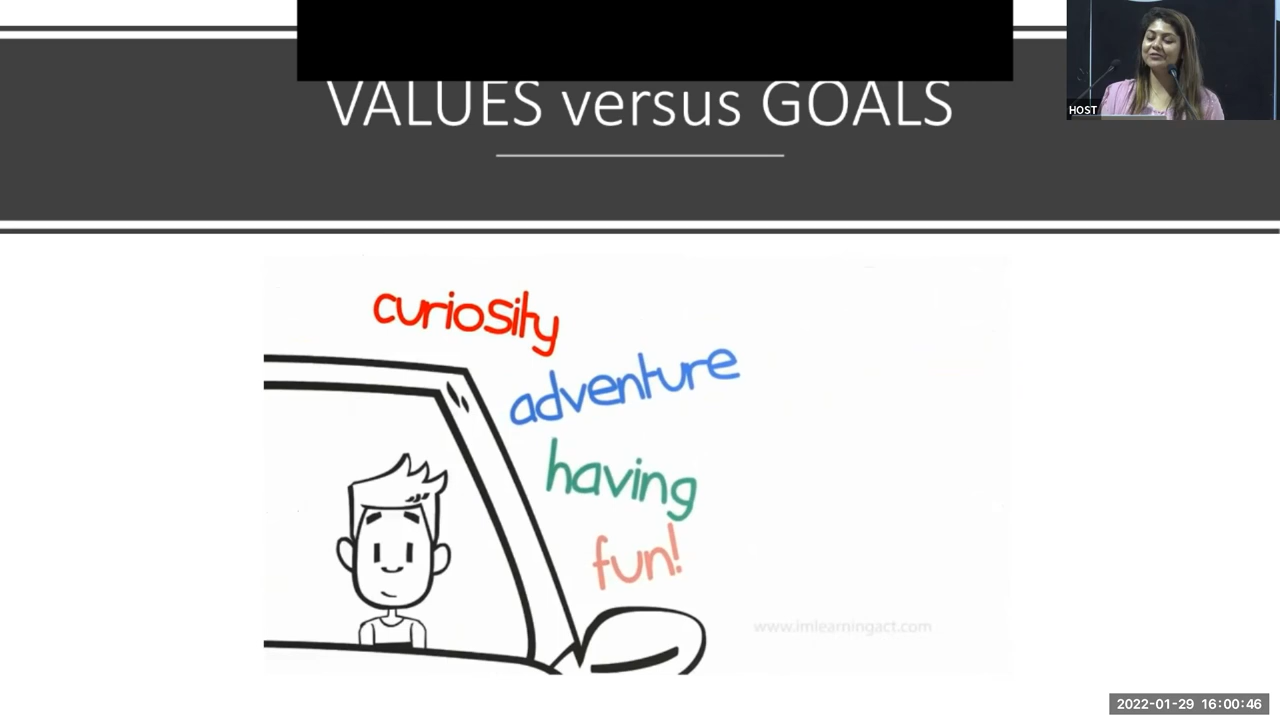 VALUES versus GOALS
HOST
curiosity
adventure
having
fun!
www.imlearningact.com
2022-01-29 16:00:46